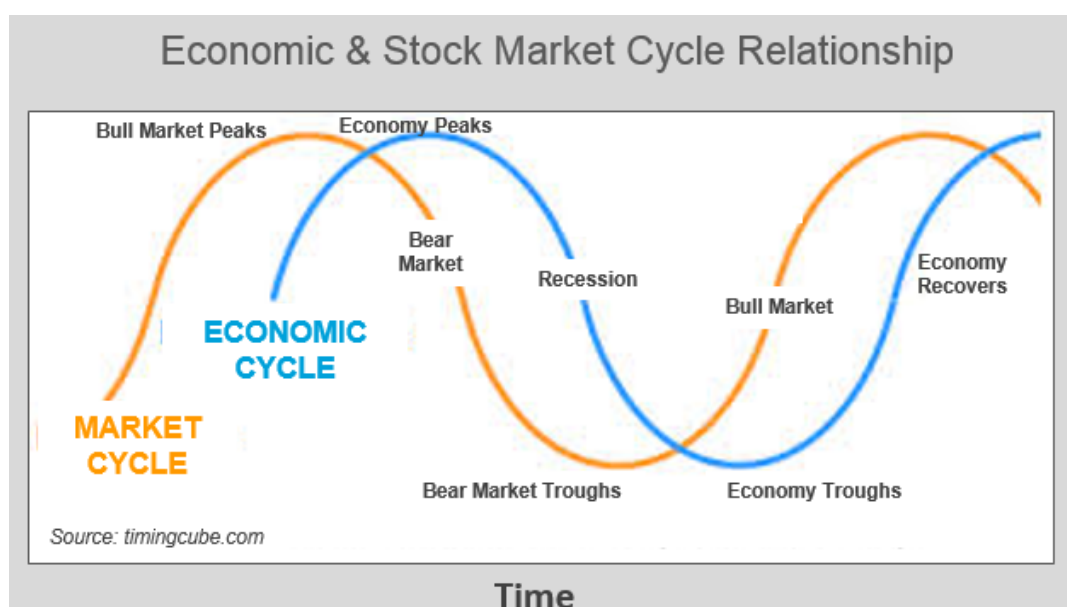 Economic & Stock Market Cycle Relationship
Bull Market Peaks
Economy Peaks
Bear
Market
Recession
Bull Market
Economy
Recovers
ECONOMIC
CYCLE
MARKET
CYCLE
Bear Market Troughs
Economy Troughs
Source: timingcube.com
Time